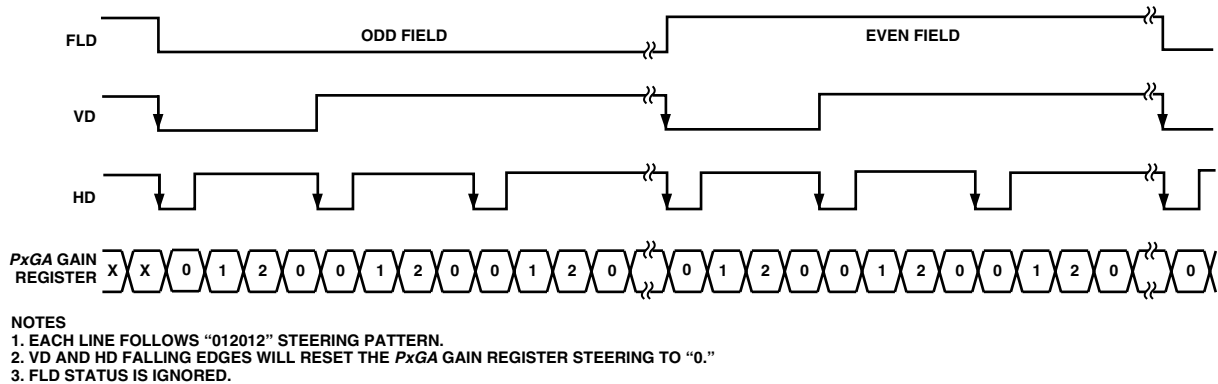 FLD
ODD FIELD
EVEN FIELD
VD
HD
PxGA GAIN
REGISTER
X X 0 1 2 0 0 1 2 0 0 1 2 0 0 1 2 0 0 1 2 0 0 1 2 0 0
NOTES
1. EACH LINE FOLLOWS “012012” STEERING PATTERN.
2. VD AND HD FALLING EDGES WILL RESET THE PxGA GAIN REGISTER STEERING TO “0.”
3. FLD STATUS IS IGNORED.